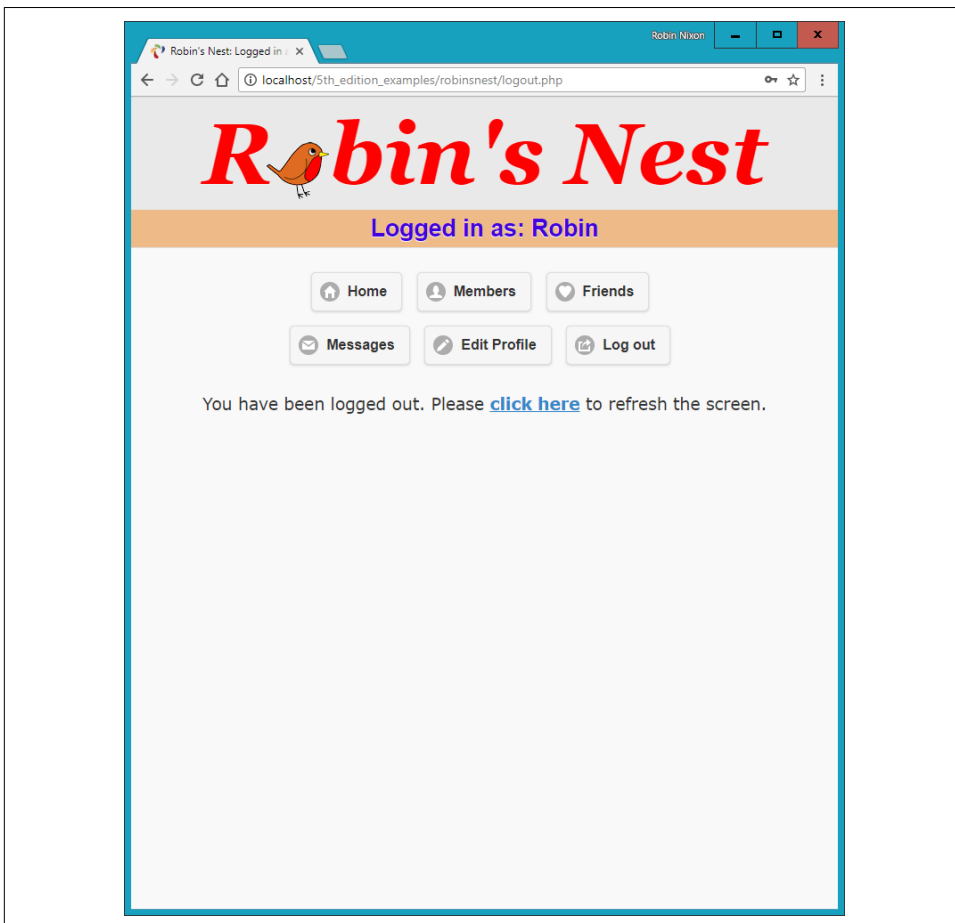 Robin Nixon
Robin's Nest: Logged in
localhost/5th_edition_examples/robinsnest/logout.php
Robin's Nest
Logged in as: Robin
Home Members Friends
Messages Edit Profile Log out
You have been logged out. Please click here to refresh the screen.